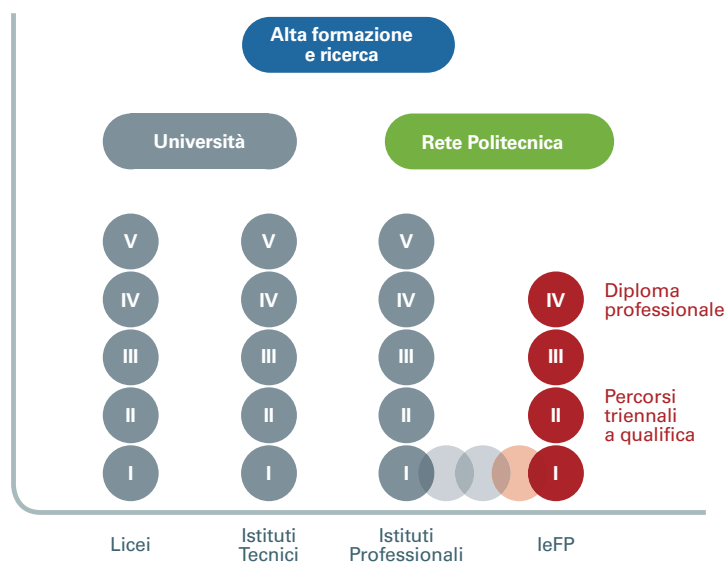 Alta formazione
e ricerca
Università
Rete Politecnica
V
V
V
IV
IV
IV
IV
Diploma
professionale
III
III
III
III
II
II
II
II
Percorsi
triennali
a qualifica
I
I
I
I
Licei
Istituti
Tecnici
Istituti
Professionali
IeFP